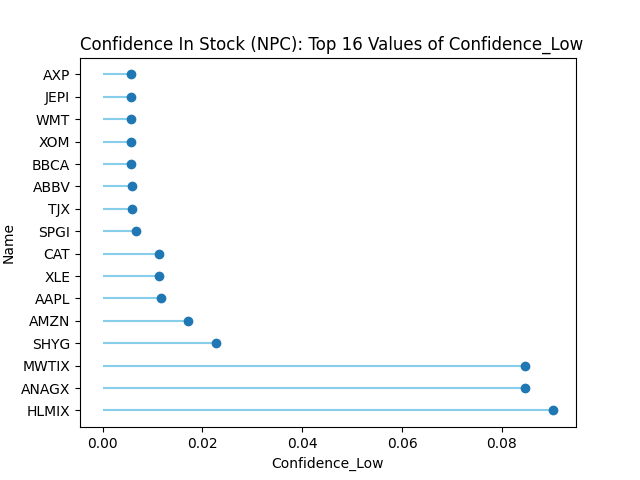 Confidence In Stock (NPC): Top 16 Values of Confidence_Low
AXP
JEPI
WMT
XOM
BBCA
ABBV
TJX
SPGI
CAT
XLE
AAPL
AMZN
SHYG
MWTIX
ANAGX
HLMIX
Name
0.00 0.02 0.04 0.06 0.08
Confidence_Low